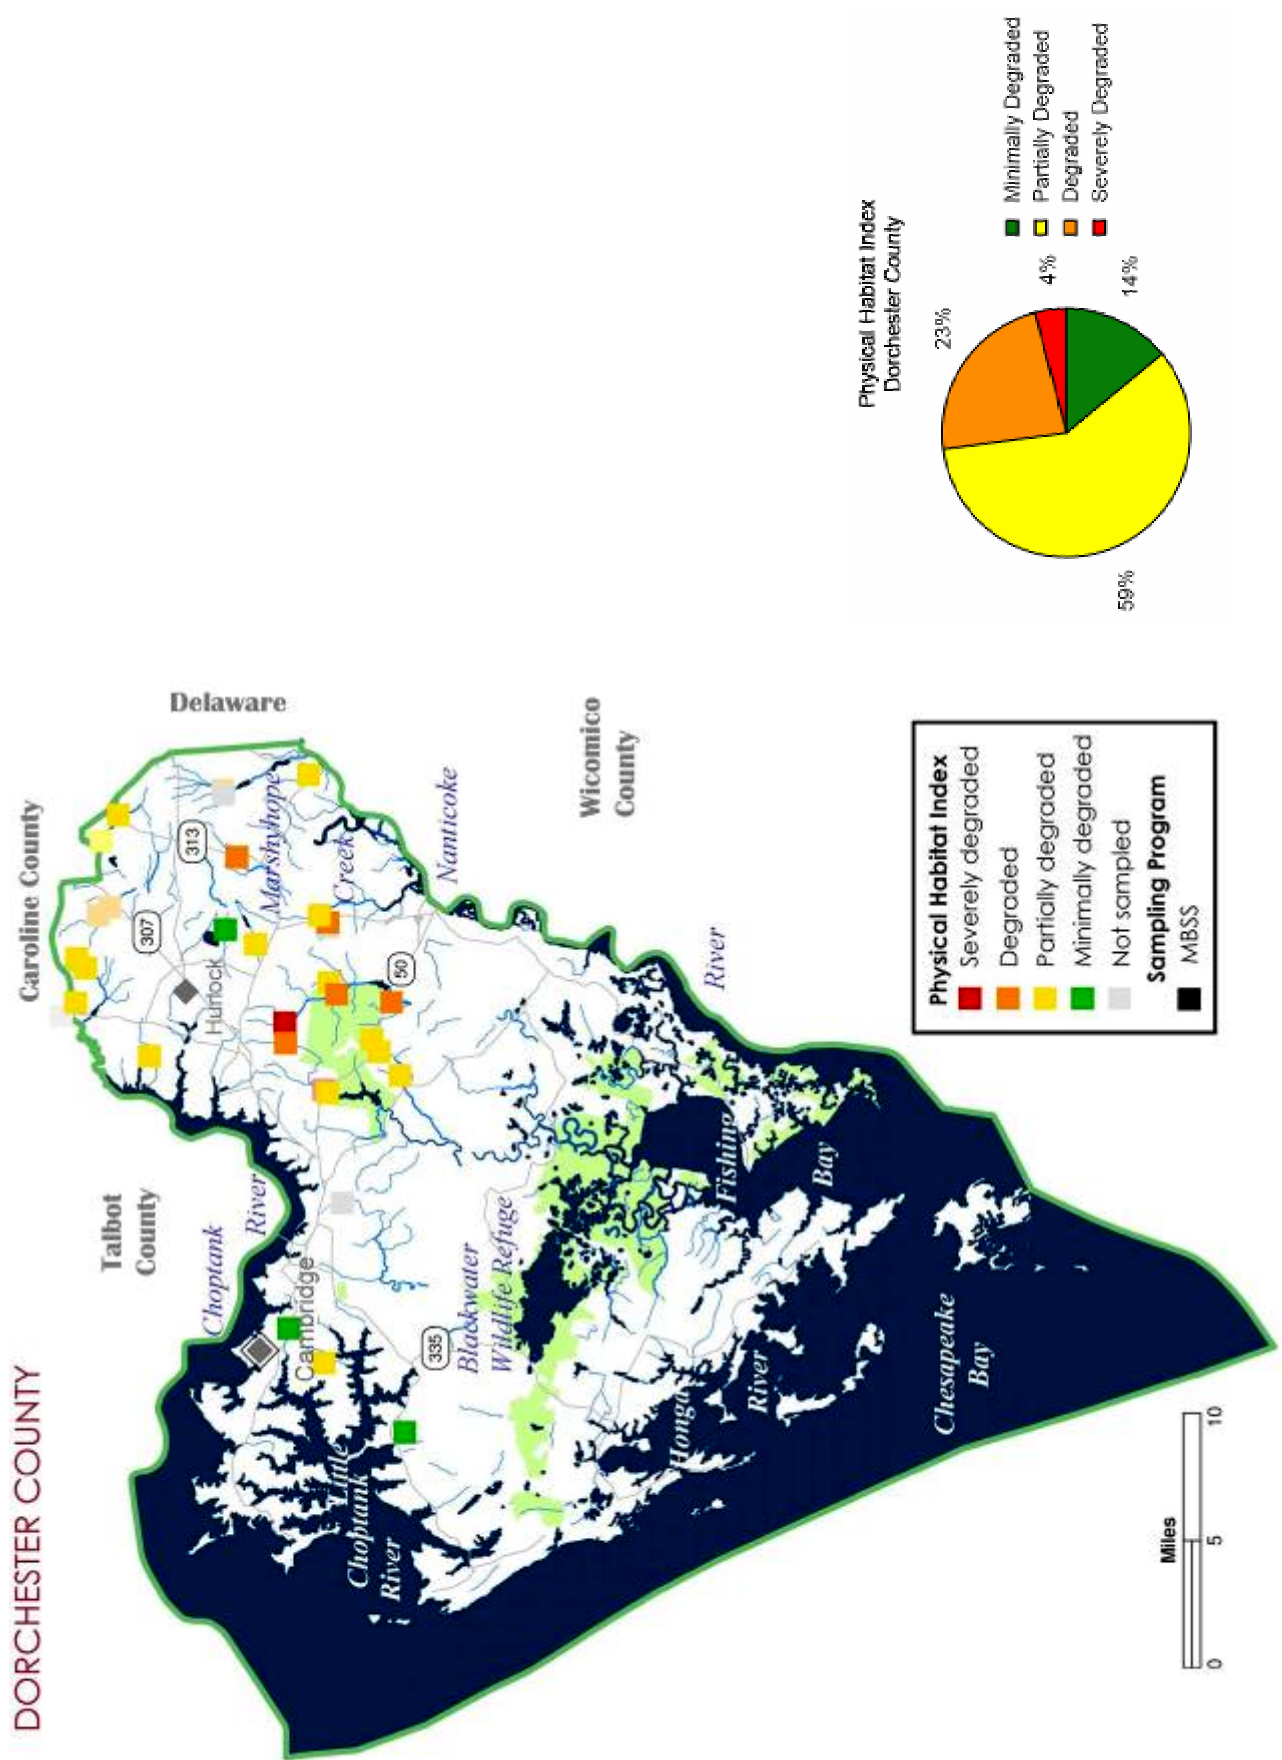 DORCHESTER COUNTY
Talbot
County
Caroline County
Delaware
Choptank
River
307
313
Hurlock
Marshyhope
Creek
Nanticoke
Cambridge
50
Wicomico
County
335
Little
Choptank
River
Blackwater
Wildlife Refuge
River
Honga
River
Fishing
Bay
Chesapeake
Bay
Miles
0
5
10
Physical Habitat Index
Severely degraded
Degraded
Partially degraded
Minimally degraded
Not sampled
Sampling Program
MBSS
Physical Habitat Index
Dorchester County
23%
4%
14%
59%
Minimally Degraded
Partially Degraded
Degraded
Severely Degraded